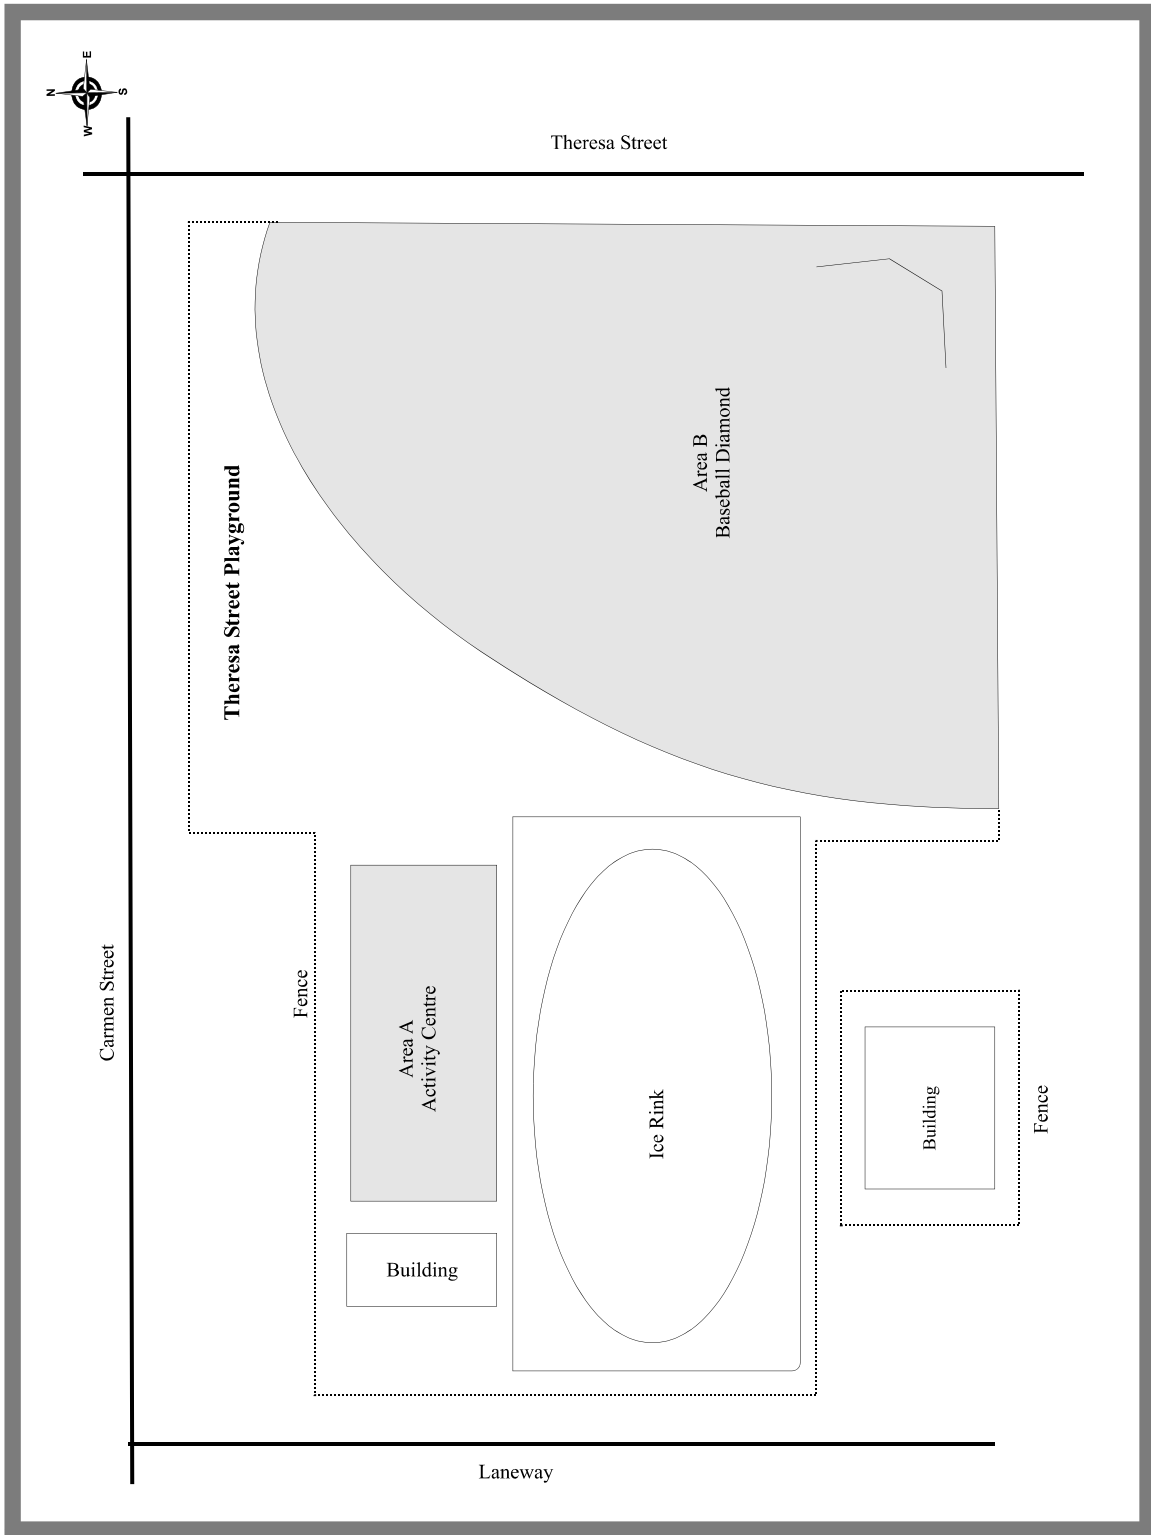 E
N
S
W
Theresa Street
Area B
Baseball Diamond
Theresa Street Playground
Carmen Street
Fence
Area A
Activity Centre
Ice Rink
Building
Fence
Building
Laneway